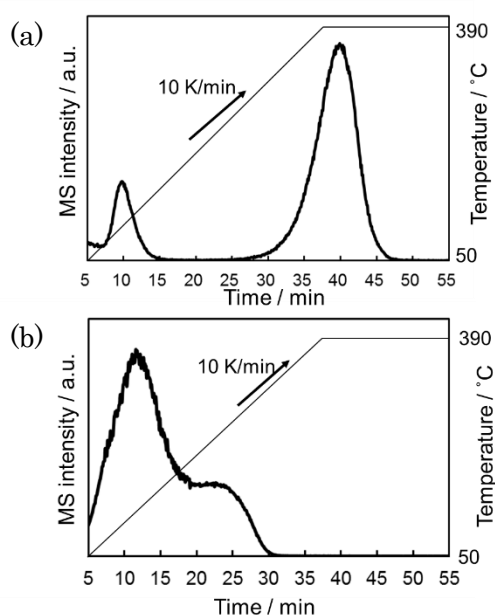 (a)
MS intensity / a.u.
10 K/min
390
Temperature / ˚C
50
5 10 15 20 25 30 35 40 45 50 55
Time / min
(b)
MS intensity / a.u.
10 K/min
390
Temperature / ˚C
50
5 10 15 20 25 30 35 40 45 50 55
Time / min